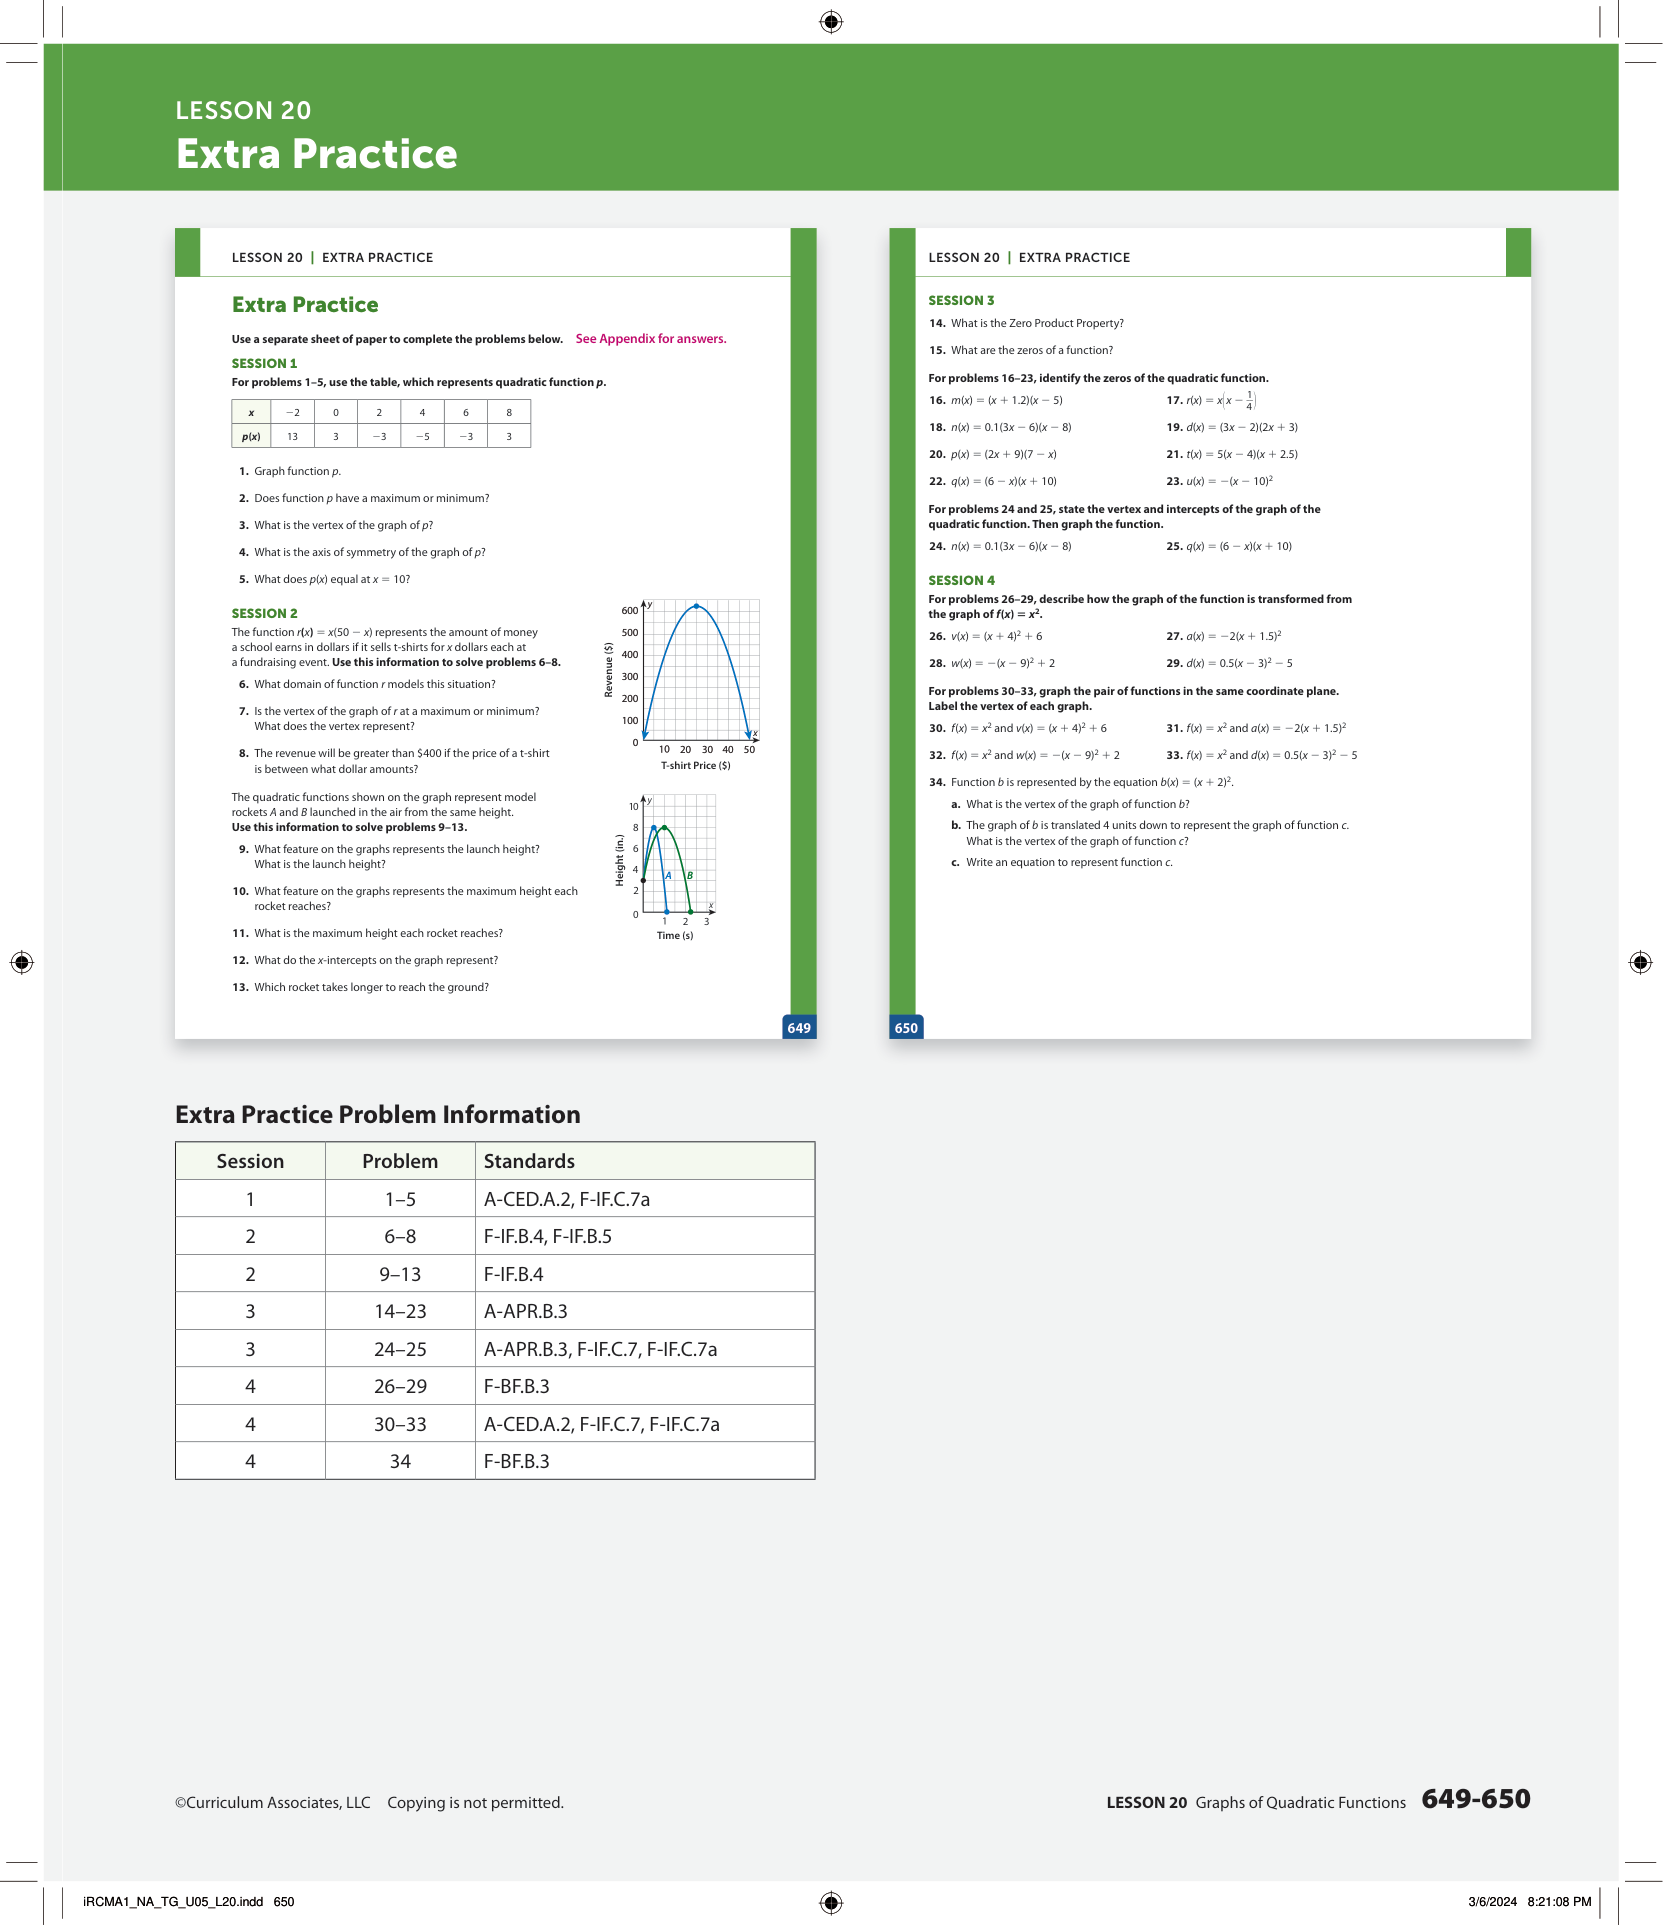 LESSON 20
Extra Practice
LESSON 20 | EXTRA PRACTICE
Extra Practice
Use a separate sheet of paper to complete the problems below. See Appendix for answers.
SESSION 1
For problems 1–5, use the table, which represents quadratic function p.
x −2 0 2 4 6 8
p(x) 13 3 −3 −5 −3 3
1. Graph function p.
2. Does function p have a maximum or minimum?
3. What is the vertex of the graph of p?
4. What is the axis of symmetry of the graph of p?
5. What does p(x) equal at x = 10?
SESSION 2
The function r(x) = x(50 − x) represents the amount of money
a school earns in dollars if it sells t-shirts for x dollars each at
a fundraising event. Use this information to solve problems 6–8.
6. What domain of function r models this situation?
7. Is the vertex of the graph of r at a maximum or minimum?
What does the vertex represent?
8. The revenue will be greater than $400 if the price of a t-shirt
is between what dollar amounts?
Revenue ($)
y
600
500
400
300
200
100
0
x
10 20 30 40 50
T-shirt Price ($)
The quadratic functions shown on the graph represent model
rockets A and B launched in the air from the same height.
Use this information to solve problems 9–13.
9. What feature on the graphs represents the launch height?
What is the launch height?
10. What feature on the graphs represents the maximum height each
rocket reaches?
11. What is the maximum height each rocket reaches?
12. What do the x-intercepts on the graph represent?
13. Which rocket takes longer to reach the ground?
Height (in.)
y
10
8
6
4
2
0
A B
x
1 2 3
Time (s)
649
LESSON 20 | EXTRA PRACTICE
SESSION 3
14. What is the Zero Product Property?
15. What are the zeros of a function?
For problems 16–23, identify the zeros of the quadratic function.
16. m(x) = (x + 1.2)(x − 5) 17. r(x) = x(x − 1/4)
18. n(x) = 0.1(3x − 6)(x − 8) 19. d(x) = (3x − 2)(2x + 3)
20. p(x) = (2x + 9)(7 − x) 21. t(x) = 5(x − 4)(x + 2.5)
22. q(x) = (6 − x)(x + 10) 23. u(x) = −(x − 10)²
For problems 24 and 25, state the vertex and intercepts of the graph of the
quadratic function. Then graph the function.
24. n(x) = 0.1(3x − 6)(x − 8) 25. q(x) = (6 − x)(x + 10)
SESSION 4
For problems 26–29, describe how the graph of the function is transformed from
the graph of f(x) = x².
26. v(x) = (x + 4)² + 6 27. a(x) = −2(x + 1.5)²
28. w(x) = −(x − 9)² + 2 29. d(x) = 0.5(x − 3)² − 5
For problems 30–33, graph the pair of functions in the same coordinate plane.
Label the vertex of each graph.
30. f(x) = x² and v(x) = (x + 4)² + 6 31. f(x) = x² and a(x) = −2(x + 1.5)²
32. f(x) = x² and w(x) = −(x − 9)² + 2 33. f(x) = x² and d(x) = 0.5(x − 3)² − 5
34. Function b is represented by the equation b(x) = (x + 2)².
a. What is the vertex of the graph of function b?
b. The graph of b is translated 4 units down to represent the graph of function c.
What is the vertex of the graph of function c?
c. Write an equation to represent function c.
650
Extra Practice Problem Information
Session Problem Standards
1 1–5 A-CED.A.2, F-IF.C.7a
2 6–8 F-IF.B.4, F-IF.B.5
2 9–13 F-IF.B.4
3 14–23 A-APR.B.3
3 24–25 A-APR.B.3, F-IF.C.7, F-IF.C.7a
4 26–29 F-BF.B.3
4 30–33 A-CED.A.2, F-IF.C.7, F-IF.C.7a
4 34 F-BF.B.3
©Curriculum Associates, LLC Copying is not permitted.
LESSON 20 Graphs of Quadratic Functions 649-650
iRCMA1_NA_TG_U05_L20.indd 650
3/6/2024 8:21:08 PM